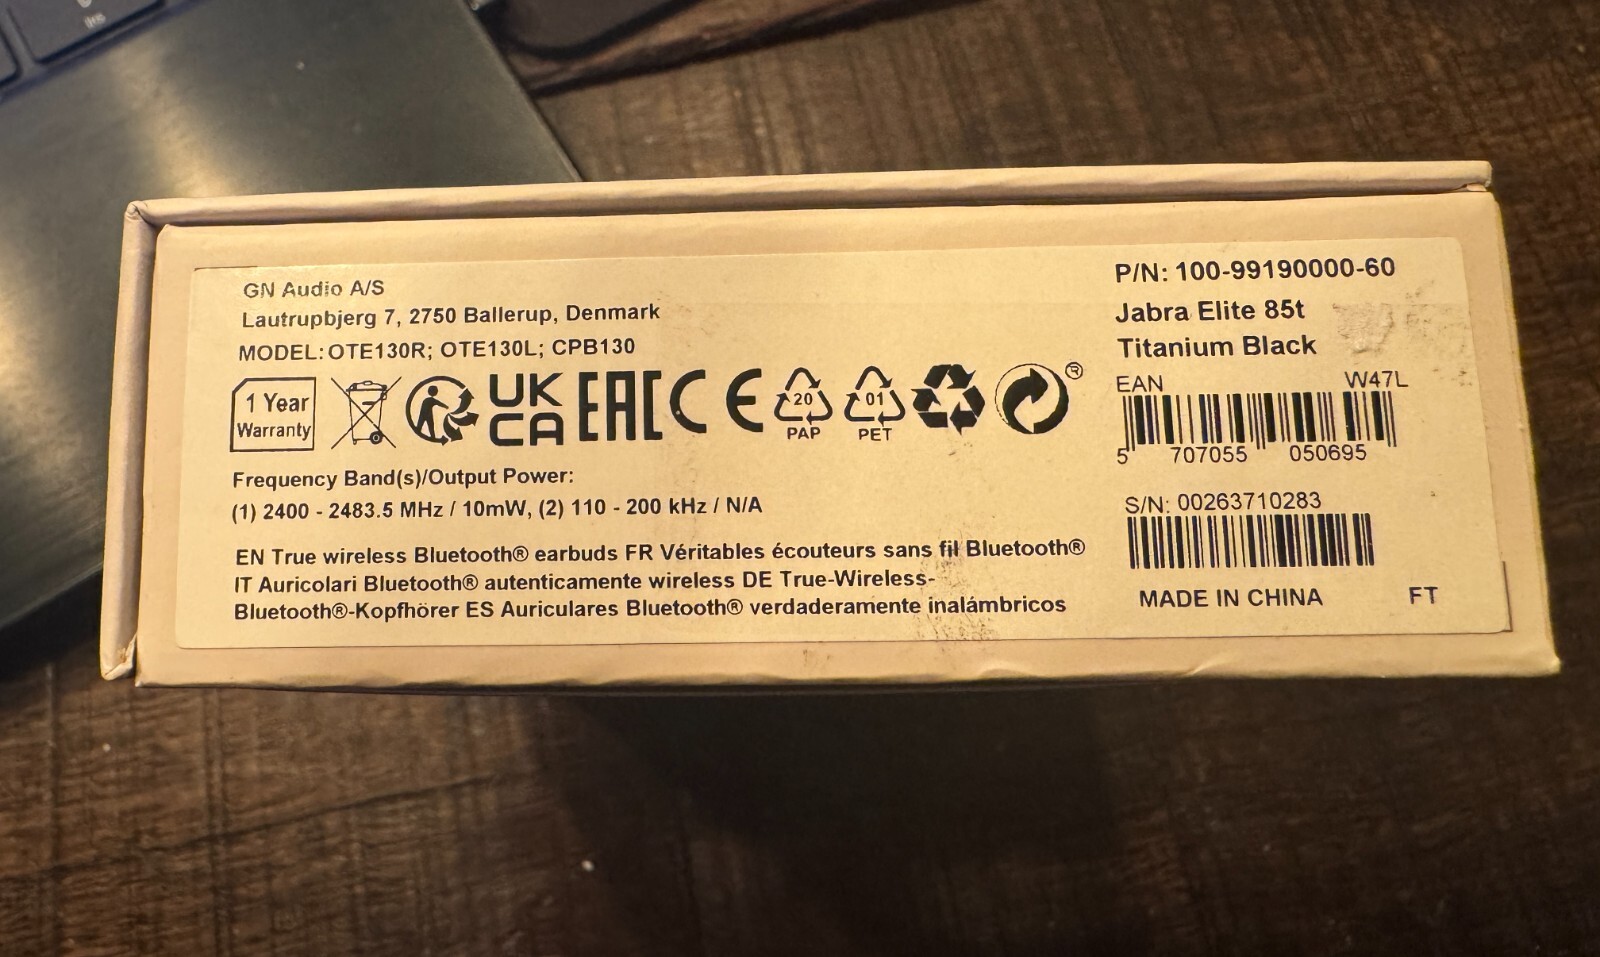 GN Audio A/S
Lautrupbjerg 7, 2750 Ballerup, Denmark
MODEL: OTE130R; OTE130L; CPB130
1 Year
Warranty
UK
CA
EAC
CE
20
PAP
01
PET
®
Frequency Band(s)/Output Power:
(1) 2400 - 2483.5 MHz / 10mW, (2) 110 - 200 kHz / N/A
EN True wireless Bluetooth® earbuds FR Véritables écouteurs sans fil Bluetooth®
IT Auricolari Bluetooth® autenticamente wireless DE True-Wireless-
Bluetooth®-Kopfhörer ES Auriculares Bluetooth® verdaderamente inalámbricos
P/N: 100-99190000-60
Jabra Elite 85t
Titanium Black
EAN W47L
5 707055 050695
S/N: 00263710283
MADE IN CHINA FT